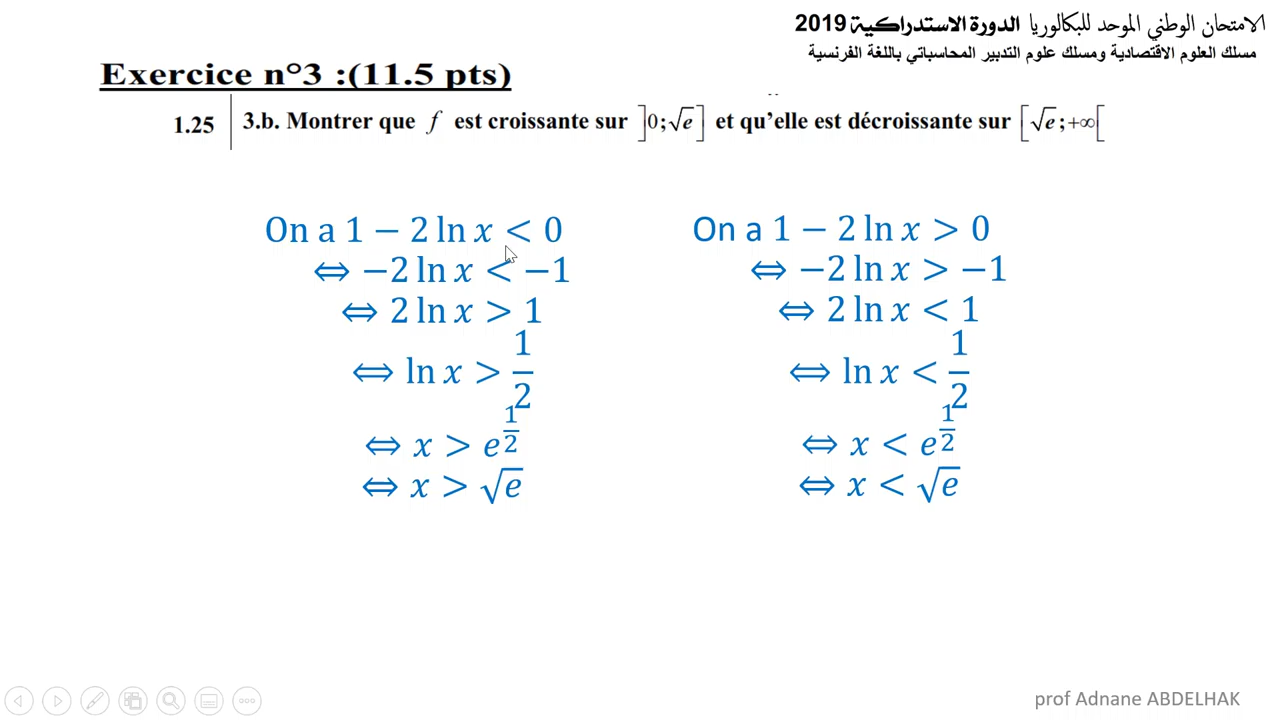 الامتحان الوطني الموحد للبكالوريا الدورة الاستدراكية 2019
مسلك العلوم الاقتصادية ومسلك علوم التدبير المحاسباتي باللغة الفرنسية
Exercice n°3 :(11.5 pts)
1.25 3.b. Montrer que f est croissante sur ]0;√e] et qu’elle est décroissante sur [√e;+∞[
On a 1 − 2 ln x < 0
⇔ −2 ln x < −1
⇔ 2 ln x > 1
⇔ ln x > 1/2
⇔ x > e^(1/2)
⇔ x > √e
On a 1 − 2 ln x > 0
⇔ −2 ln x > −1
⇔ 2 ln x < 1
⇔ ln x < 1/2
⇔ x < e^(1/2)
⇔ x < √e
prof Adnane ABDELHAK